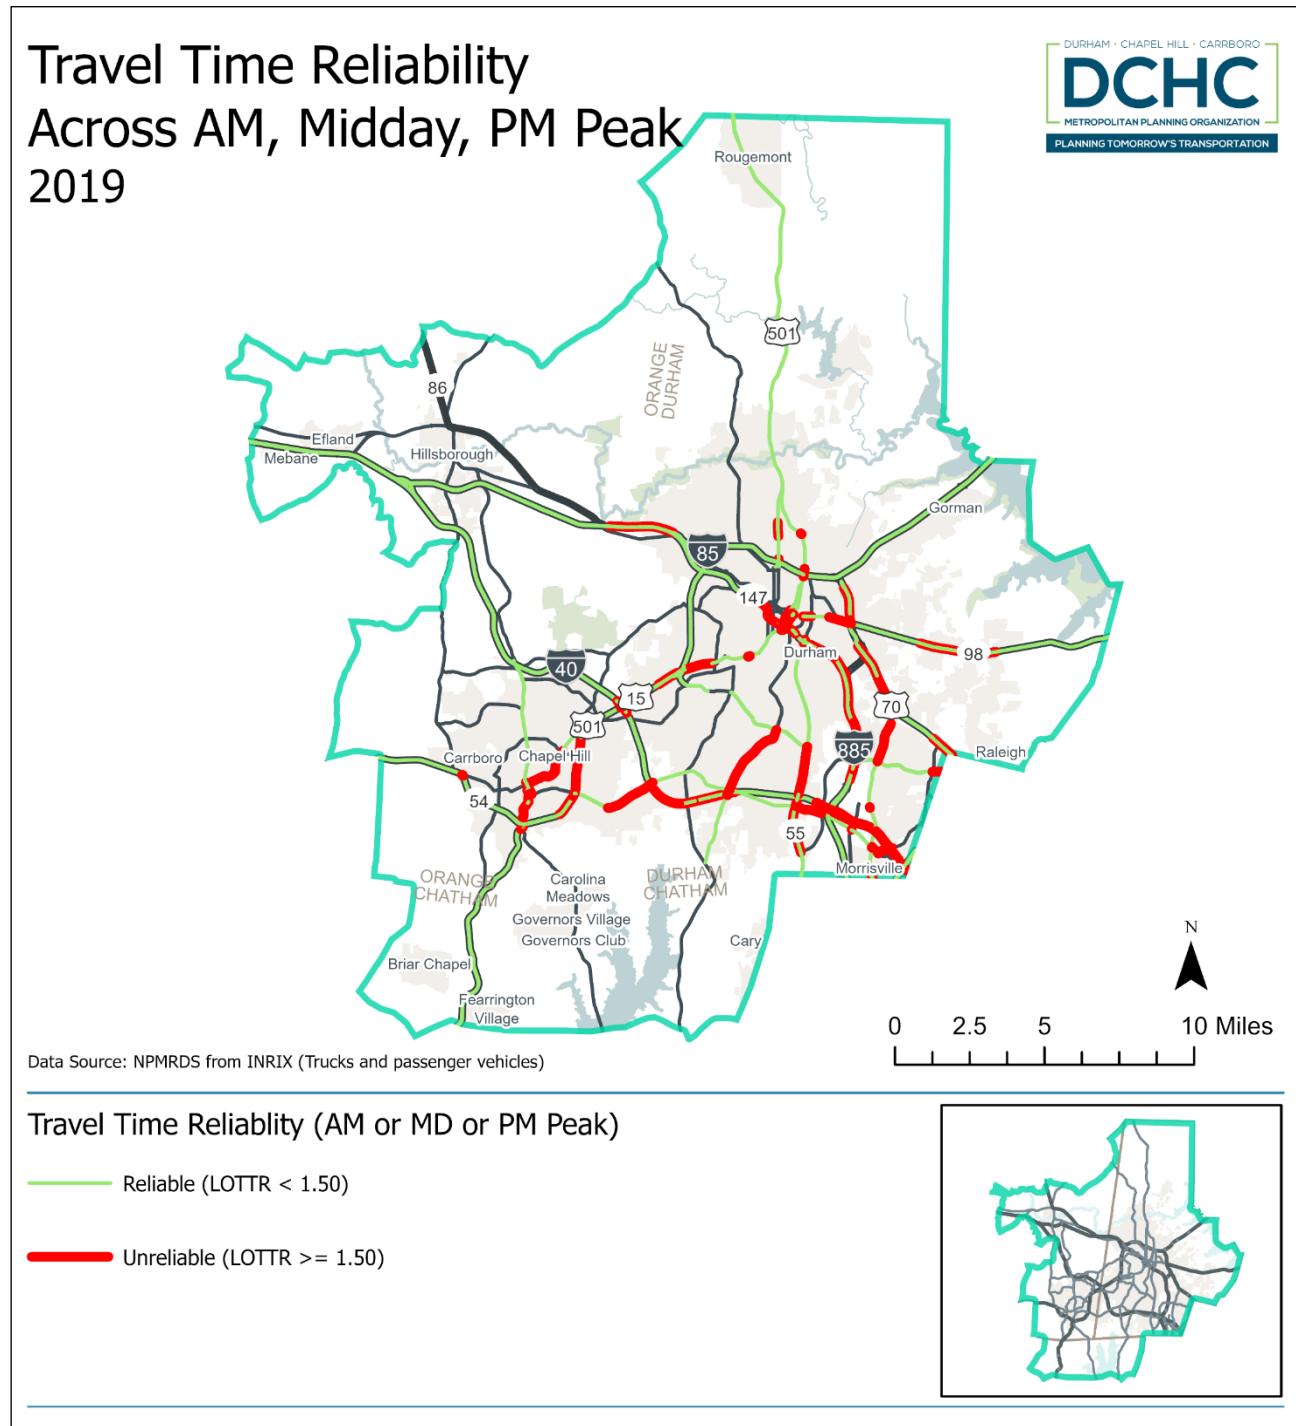 Travel Time Reliability
Across AM, Midday, PM Peak
2019
DURHAM · CHAPEL HILL · CARRBORO
DCHC
METROPOLITAN PLANNING ORGANIZATION
PLANNING TOMORROW'S TRANSPORTATION
Rougemont
501
ORANGE
DURHAM
86
Efland
Mebane
Hillsborough
Gorman
85
147
Durham
98
40
15
501
70
885
Raleigh
Carrboro
Chapel Hill
54
55
Morrisville
ORANGE
CHATHAM
DURHAM
CHATHAM
Carolina
Meadows
Governors Village
Governors Club
Cary
Briar Chapel
Fearrington
Village
N
0 2.5 5 10 Miles
Data Source: NPMRDS from INRIX (Trucks and passenger vehicles)
Travel Time Reliablity (AM or MD or PM Peak)
Reliable (LOTTR < 1.50)
Unreliable (LOTTR >= 1.50)